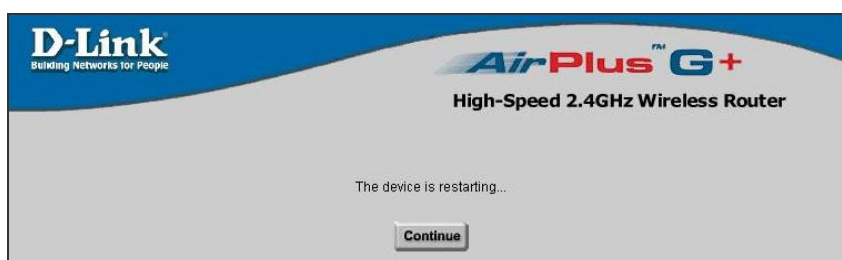 D-Link
Building Networks for People
AirPlus™ G+
High-Speed 2.4GHz Wireless Router
The device is restarting...
Continue